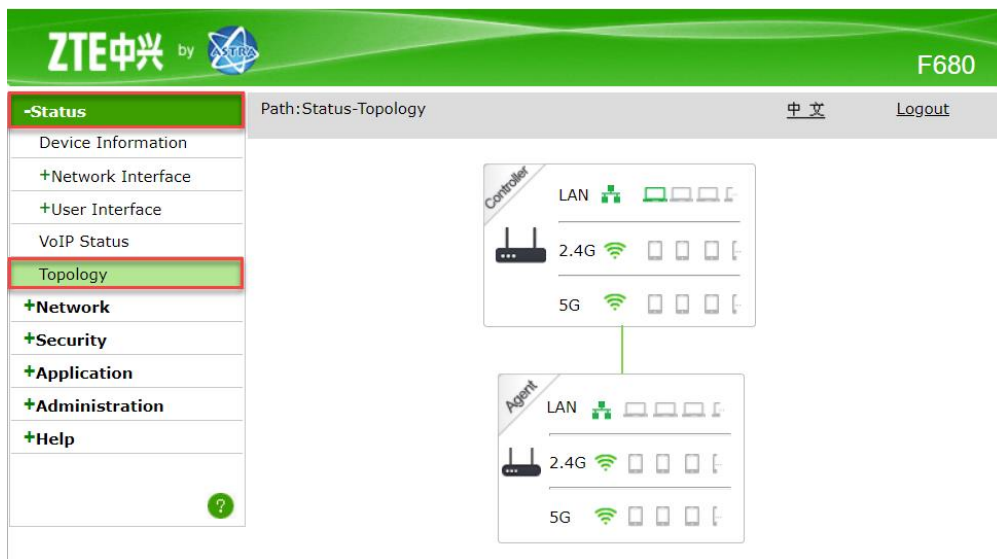 ZTE中兴 by ASTRA
F680
-Status
Path:Status-Topology 中文 Logout
Device Information
+Network Interface
+User Interface
VoIP Status
Topology
+Network
+Security
+Application
+Administration
+Help
?
Controller
LAN
2.4G
5G
Agent
LAN
2.4G
5G